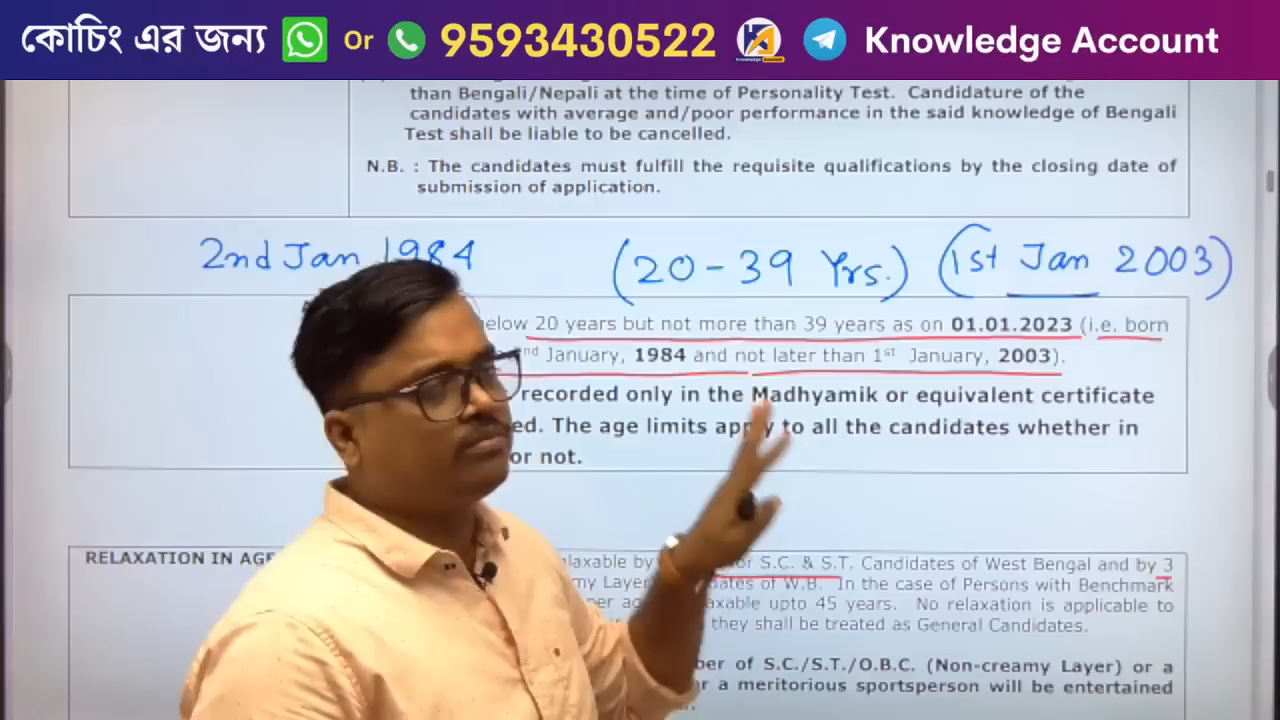 কোচিং এর জন্য Or 9593430522 Knowledge Account
than Bengali/Nepali at the time of Personality Test. Candidature of the
candidates with average and/poor performance in the said knowledge of Bengali
Test shall be liable to be cancelled.
N.B. : The candidates must fulfill the requisite qualifications by the closing date of
submission of application.
2nd Jan 1984 (20-39 Yrs.) (1st Jan 2003)
20 years but not more than 39 years as on 01.01.2023 (i.e. born
nd January, 1984 and not later than 1st January, 2003).
recorded only in the Madhyamik or equivalent certificate
ed. The age limits apply to all the candidates whether in
or not.
RELAXATION IN AGE
by S.C. & S.T. Candidates of West Bengal and by 3
my Layer) of W.B. In the case of Persons with Benchmark
upto 45 years. No relaxation is applicable to
they shall be treated as General Candidates.
of S.C./S.T./O.B.C. (Non-creamy Layer) or a
a meritorious sportsperson will be entertained